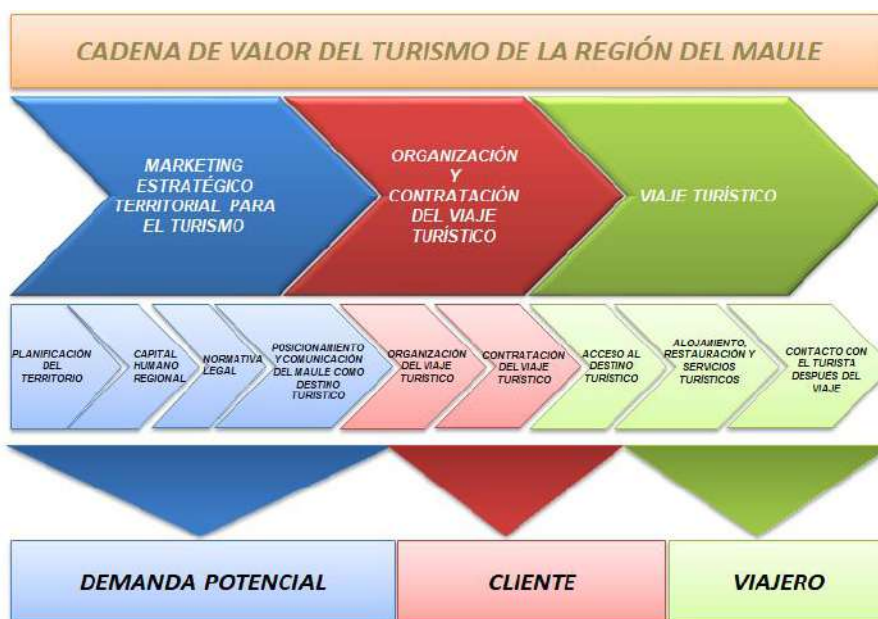 CADENA DE VALOR DEL TURISMO DE LA REGIÓN DEL MAULE
MARKETING
ESTRATÉGICO
TERRITORIAL PARA
EL TURISMO
ORGANIZACIÓN
Y
CONTRATACIÓN
DEL VIAJE
TURÍSTICO
VIAJE TURÍSTICO
PLANIFICACIÓN
DEL
TERRITORIO
CAPITAL
HUMANO
REGIONAL
NORMATIVA
LEGAL
POSICIONAMIENTO
Y COMUNICACIÓN
DEL MAULE COMO
DESTINO
TURÍSTICO
ORGANIZACIÓN
DEL VIAJE
TURÍSTICO
CONTRATACIÓN
DEL VIAJE
TURÍSTICO
ACCESO AL
DESTINO
TURÍSTICO
ALOJAMIENTO,
RESTAURACIÓN Y
SERVICIOS
TURÍSTICOS
CONTACTO CON
EL TURISTA
DESPUÉS DEL
VIAJE
DEMANDA POTENCIAL
CLIENTE
VIAJERO